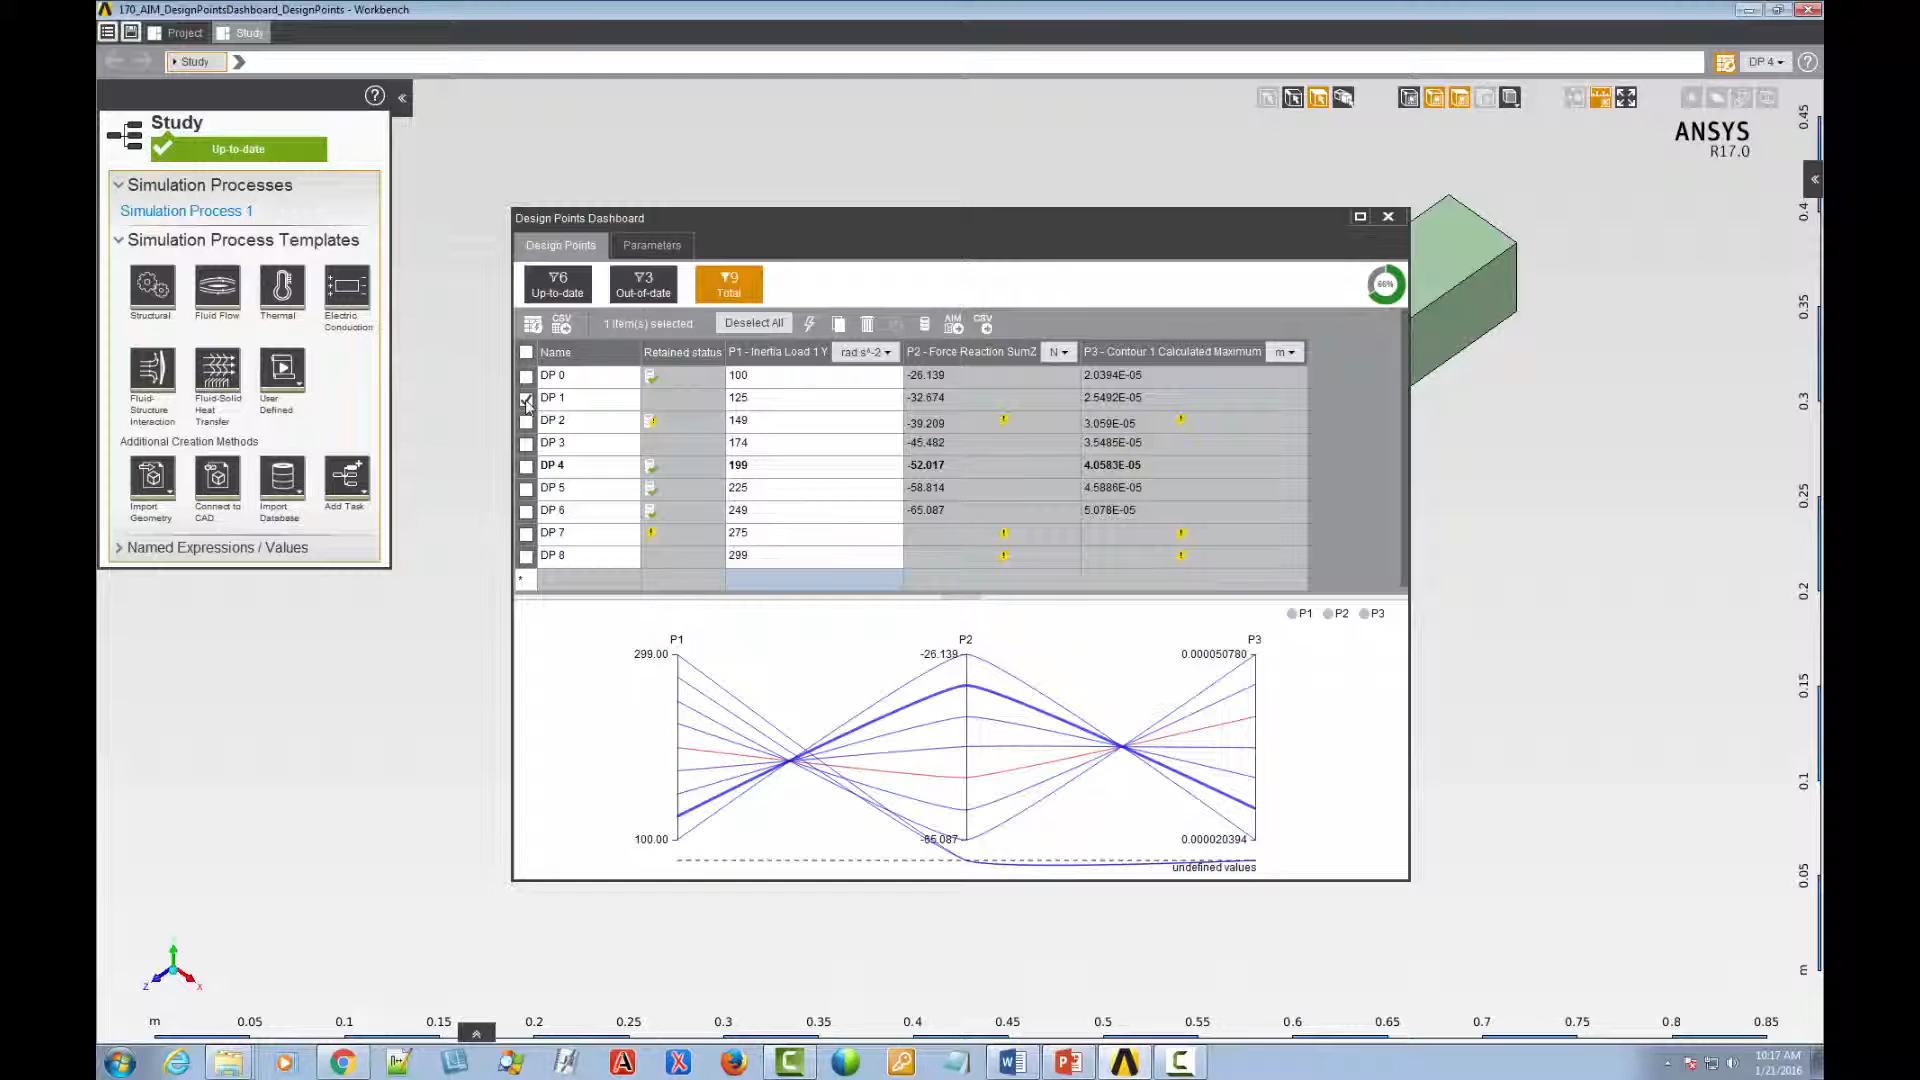 170_AIM_DesignPointsDashboard_DesignPoints - Workbench
Project
Study
Study
DP 4
Study
Up-to-date
Simulation Processes
Simulation Process 1
Simulation Process Templates
Structural
Fluid Flow
Thermal
Electric Conduction
Fluid-Structure Interaction
Fluid-Solid Heat Transfer
User Defined
Additional Creation Methods
Import Geometry
Connect to CAD...
Import Database
Add Task
Named Expressions / Values
ANSYS
R17.0
Design Points Dashboard
Design Points
Parameters
6 Up-to-date
3 Out-of-date
9 Total
66%
CSV
1 item(s) selected
Deselect All
AIM
CSV
Name Retained status P1 - Inertia Load 1 Y rad s^-2 P2 - Force Reaction SumZ N P3 - Contour 1 Calculated Maximum m
DP 0 100 -26.139 2.0394E-05
DP 1 125 -32.674 2.5492E-05
DP 2 149 -39.209 3.059E-05
DP 3 174 -45.482 3.5485E-05
DP 4 199 -52.017 4.0583E-05
DP 5 225 -58.814 4.5886E-05
DP 6 249 -65.087 5.078E-05
DP 7 275
DP 8 299
*
P1 P2 P3
P1 P2 P3
299.00 -26.139 0.000050780
100.00 -65.087 0.000020394
undefined values
0.45
0.4
0.35
0.3
0.25
0.2
0.15
0.1
0.05
m
Z X
m 0.05 0.1 0.15 0.2 0.25 0.3 0.35 0.4 0.45 0.5 0.55 0.6 0.65 0.7 0.75 0.8 0.85
10:17 AM
1/21/2016